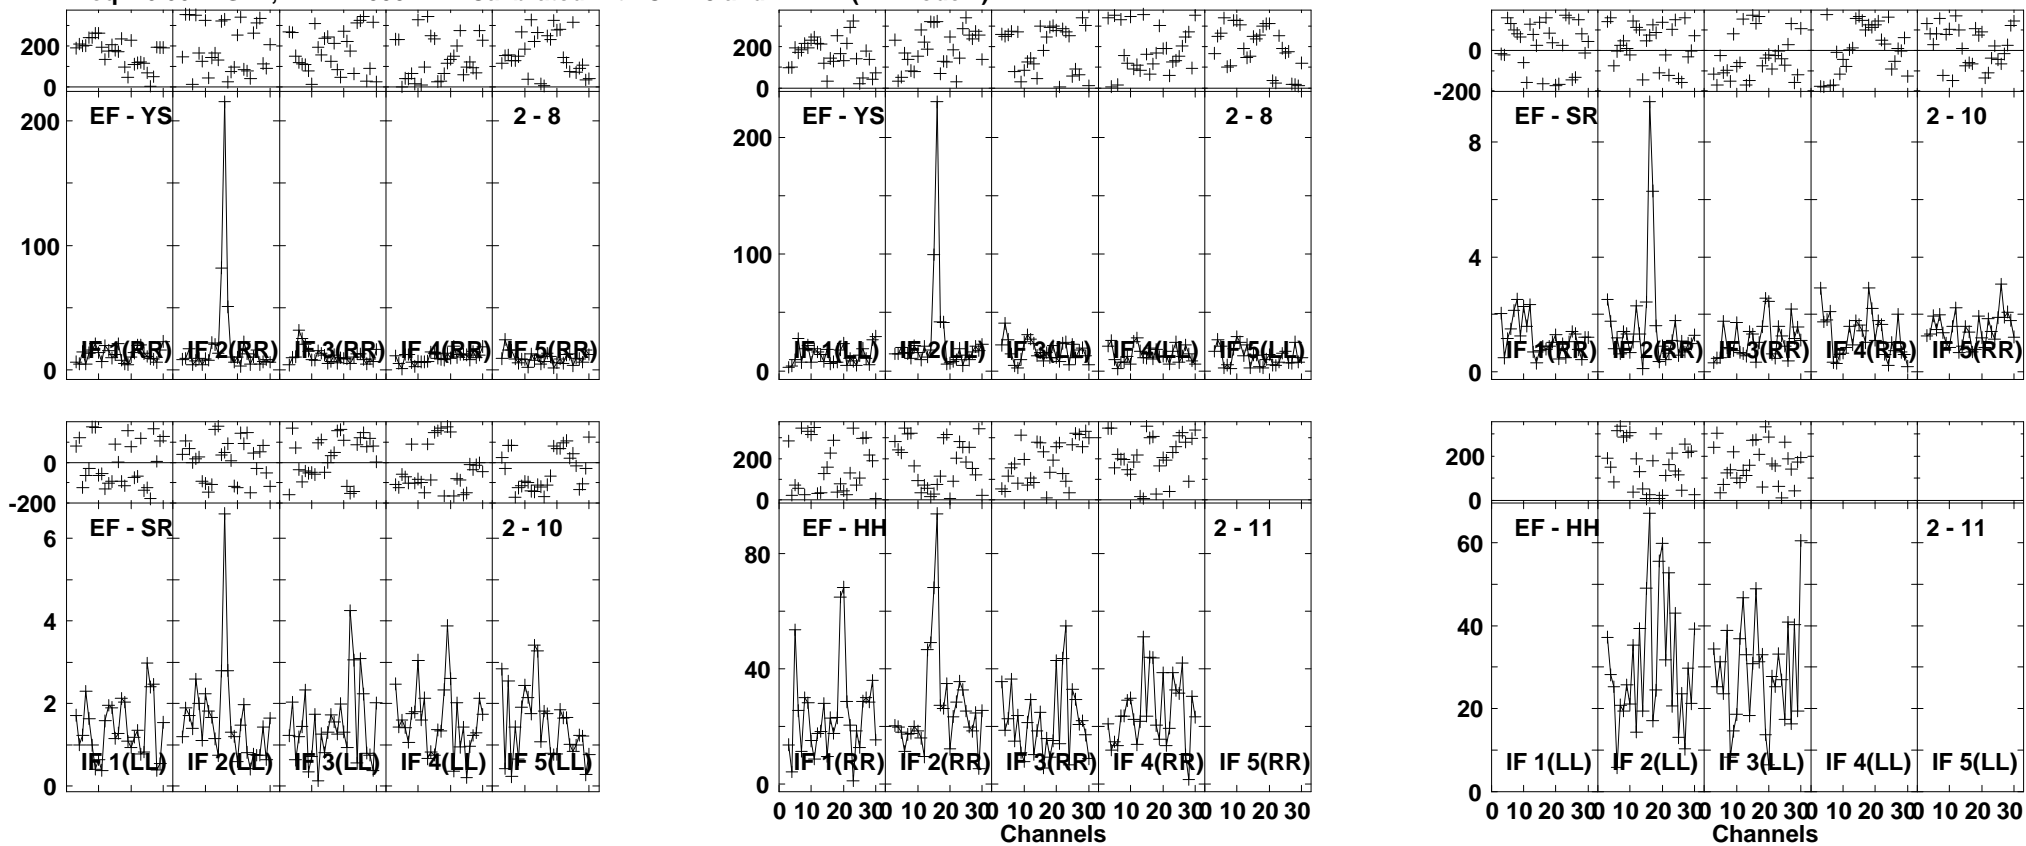 200
0
200
100
0
EF - YS
2 - 8
IF 1(RR)
IF 2(RR)
IF 3(RR)
IF 4(RR)
IF 5(RR)
200
0
200
100
0
EF - YS
2 - 8
IF 1(LL)
IF 2(LL)
IF 3(LL)
IF 4(LL)
IF 5(LL)
0
-200
8
4
0
EF - SR
2 - 10
IF 1(RR)
IF 2(RR)
IF 3(RR)
IF 4(RR)
IF 5(RR)
0
-200
6
4
2
0
EF - SR
2 - 10
IF 1(LL)
IF 2(LL)
IF 3(LL)
IF 4(LL)
IF 5(LL)
200
0
80
40
0
EF - HH
2 - 11
IF 1(RR)
IF 2(RR)
IF 3(RR)
IF 4(RR)
IF 5(RR)
0 10 20 30 0 10 20 30 0 10 20 30 0 10 20 30 0 10 20 30
Channels
200
0
60
40
20
0
EF - HH
2 - 11
IF 1(LL)
IF 2(LL)
IF 3(LL)
IF 4(LL)
IF 5(LL)
0 10 20 30 0 10 20 30 0 10 20 30 0 10 20 30 0 10 20 30
Channels